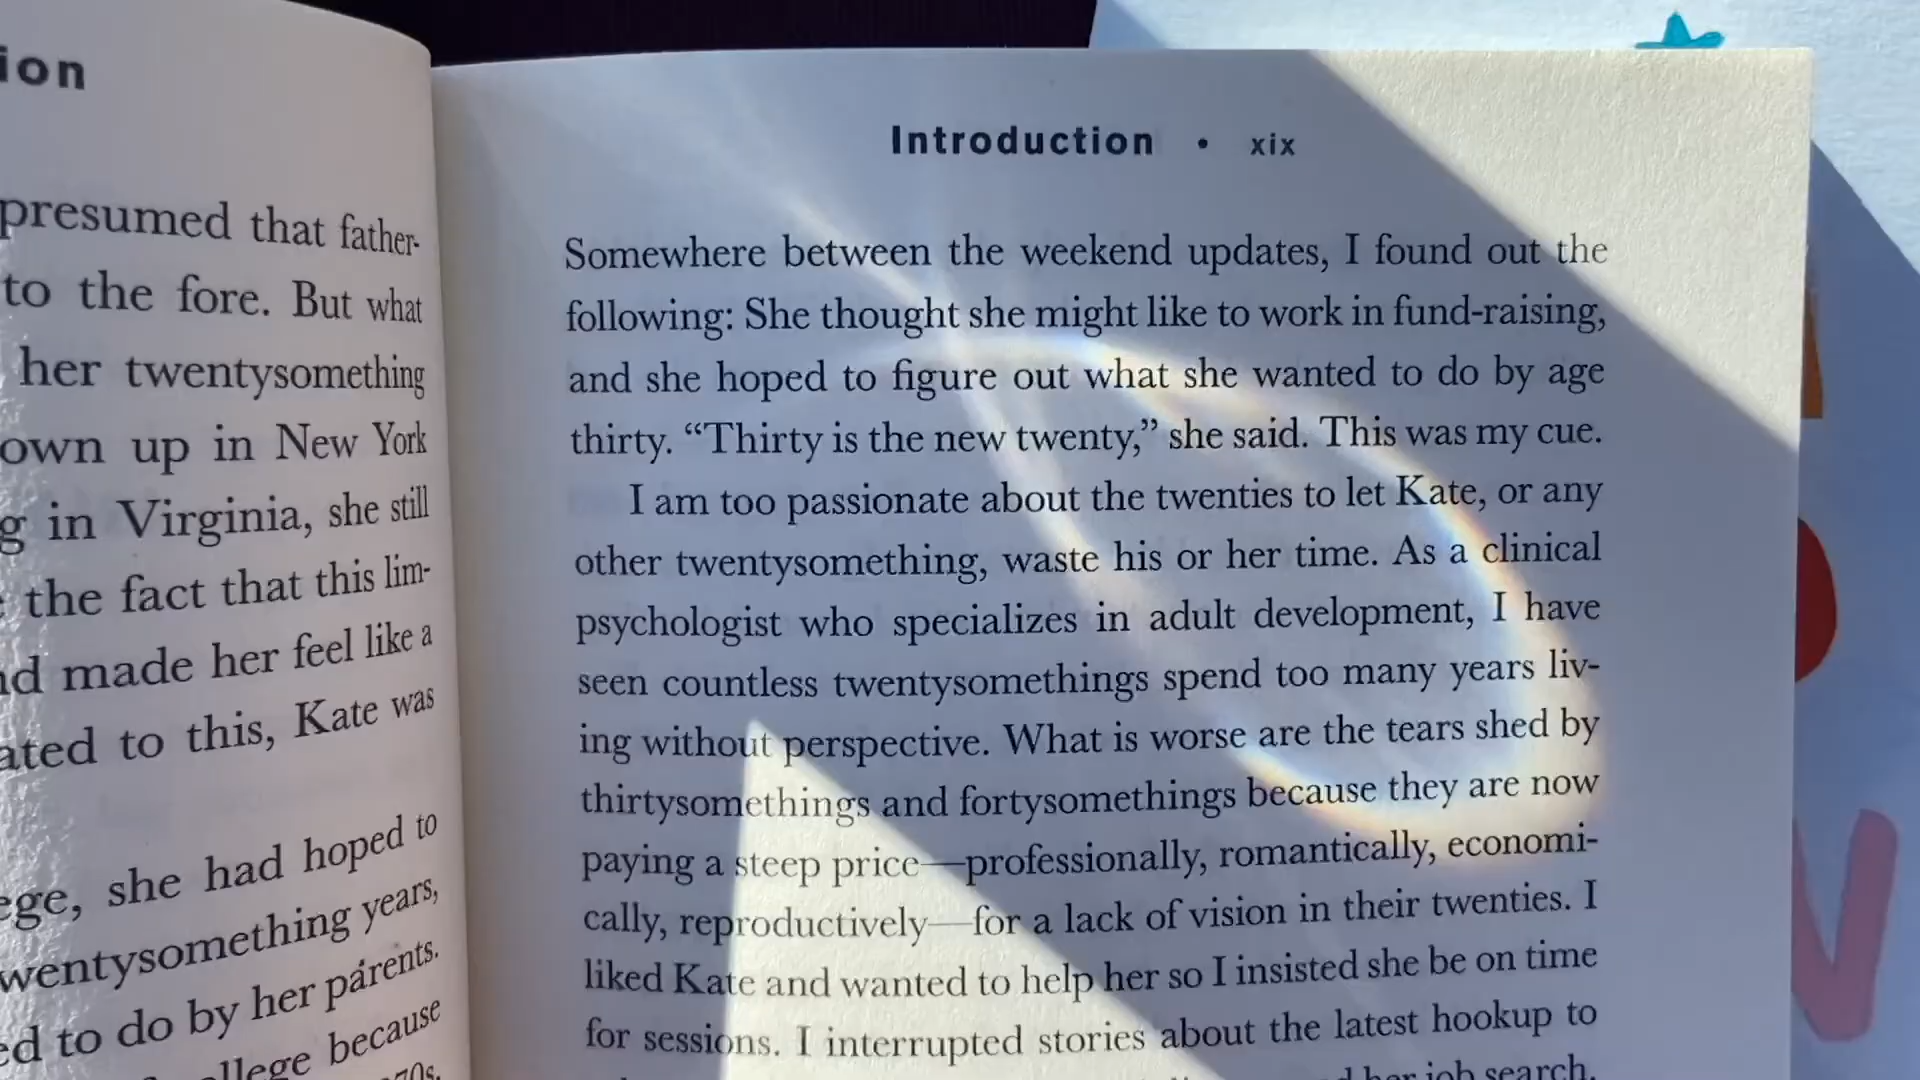 ion
presumed that father-
to the fore. But what
her twentysomething
own up in New York
g in Virginia, she still
the fact that this lim-
made her feel like a
ated to this, Kate was
ege, she had hoped to
wentysomething years,
ed to do by her parents.
llege because
70s.
Introduction • xix
Somewhere between the weekend updates, I found out the
following: She thought she might like to work in fund-raising,
and she hoped to figure out what she wanted to do by age
thirty. “Thirty is the new twenty,” she said. This was my cue.
I am too passionate about the twenties to let Kate, or any
other twentysomething, waste his or her time. As a clinical
psychologist who specializes in adult development, I have
seen countless twentysomethings spend too many years liv-
ing without perspective. What is worse are the tears shed by
thirtysomethings and fortysomethings because they are now
paying a steep price—professionally, romantically, economi-
cally, reproductively—for a lack of vision in their twenties. I
liked Kate and wanted to help her so I insisted she be on time
for sessions. I interrupted stories about the latest hookup to
her job search.